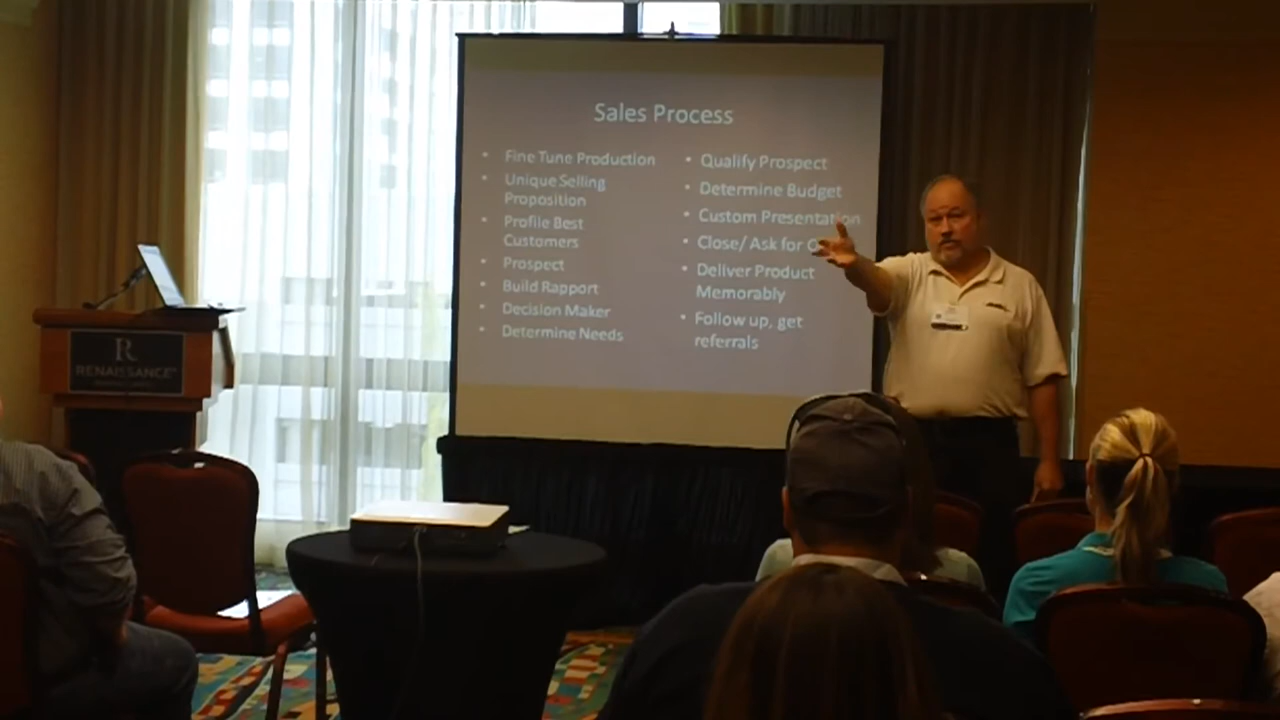 Sales Process
• Fine Tune Production
• Unique Selling
Proposition
• Profile Best
Customers
• Prospect
• Build Rapport
• Decision Maker
• Determine Needs
• Qualify Prospect
• Determine Budget
• Custom Presentation
• Close/ Ask for
• Deliver Product
Memorably
• Follow up, get
referrals
R
RENAISSANCE